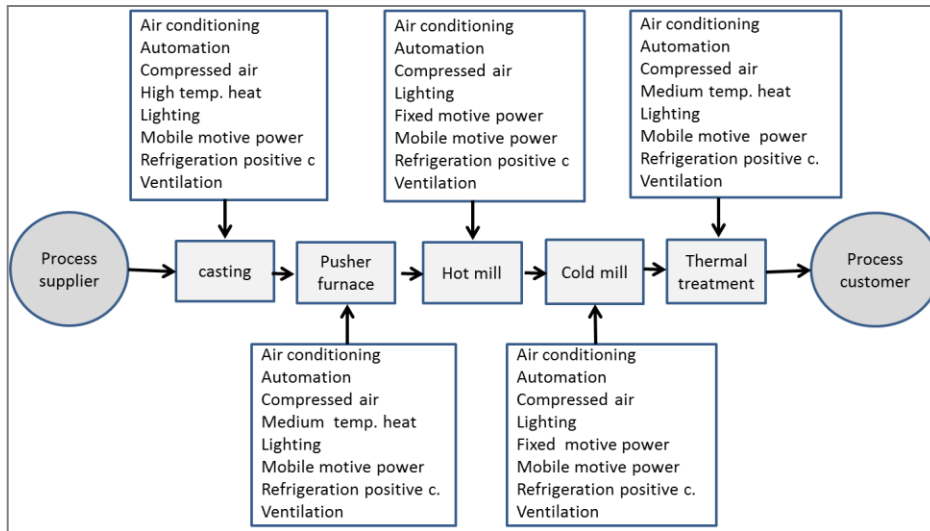 Air conditioning
Automation
Compressed air
High temp. heat
Lighting
Mobile motive power
Refrigeration positive c
Ventilation
Air conditioning
Automation
Compressed air
Lighting
Fixed motive power
Mobile motive power
Refrigeration positive c
Ventilation
Air conditioning
Automation
Compressed air
Medium temp. heat
Lighting
Mobile motive power
Refrigeration positive c.
Ventilation
Process
supplier
casting
Pusher
furnace
Hot mill
Cold mill
Thermal
treatment
Process
customer
Air conditioning
Automation
Compressed air
Medium temp. heat
Lighting
Mobile motive power
Refrigeration positive c.
Ventilation
Air conditioning
Automation
Compressed air
Lighting
Fixed motive power
Mobile motive power
Refrigeration positive c.
Ventilation